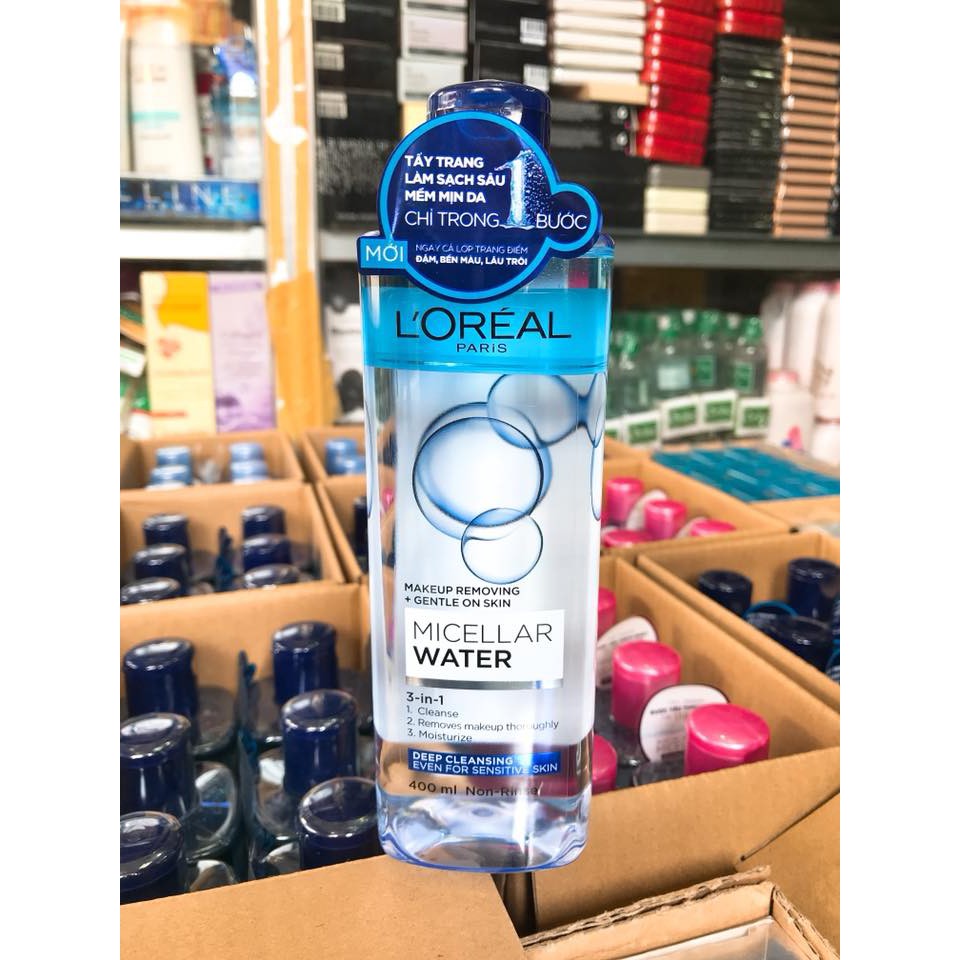 TẨY TRANG
LÀM SẠCH SÂU
MỀM MỊN DA
CHỈ TRONG 1 BƯỚC
MỚI
NGAY CẢ LỚP TRANG ĐIỂM
ĐẬM, BỀN MÀU, LÂU TRÔI
L'ORÉAL
PARIS
MAKEUP REMOVING
+ GENTLE ON SKIN
MICELLAR
WATER
3-in-1
1. Cleanse
2. Removes makeup thoroughly
3. Moisturize
DEEP CLEANSING
EVEN FOR SENSITIVE SKIN
400 ml Non-Rinse